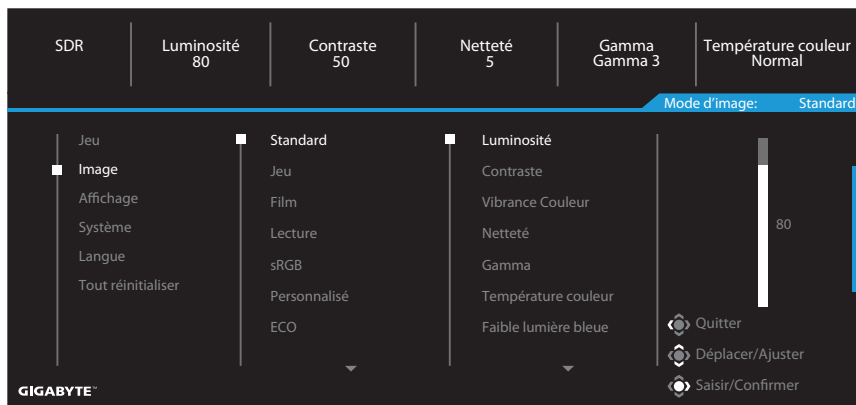 SDR
Luminosité
80
Contraste
50
Netteté
5
Gamma
Gamma 3
Température couleur
Normal
Mode d'image: Standard
Jeu
Image
Affichage
Système
Langue
Tout réinitialiser
Standard
Jeu
Film
Lecture
sRGB
Personnalisé
ECO
Luminosité
Contraste
Vibrance Couleur
Netteté
Gamma
Température couleur
Faible lumière bleue
80
Quitter
Déplacer/Ajuster
Saisir/Confirmer
GIGABYTE™